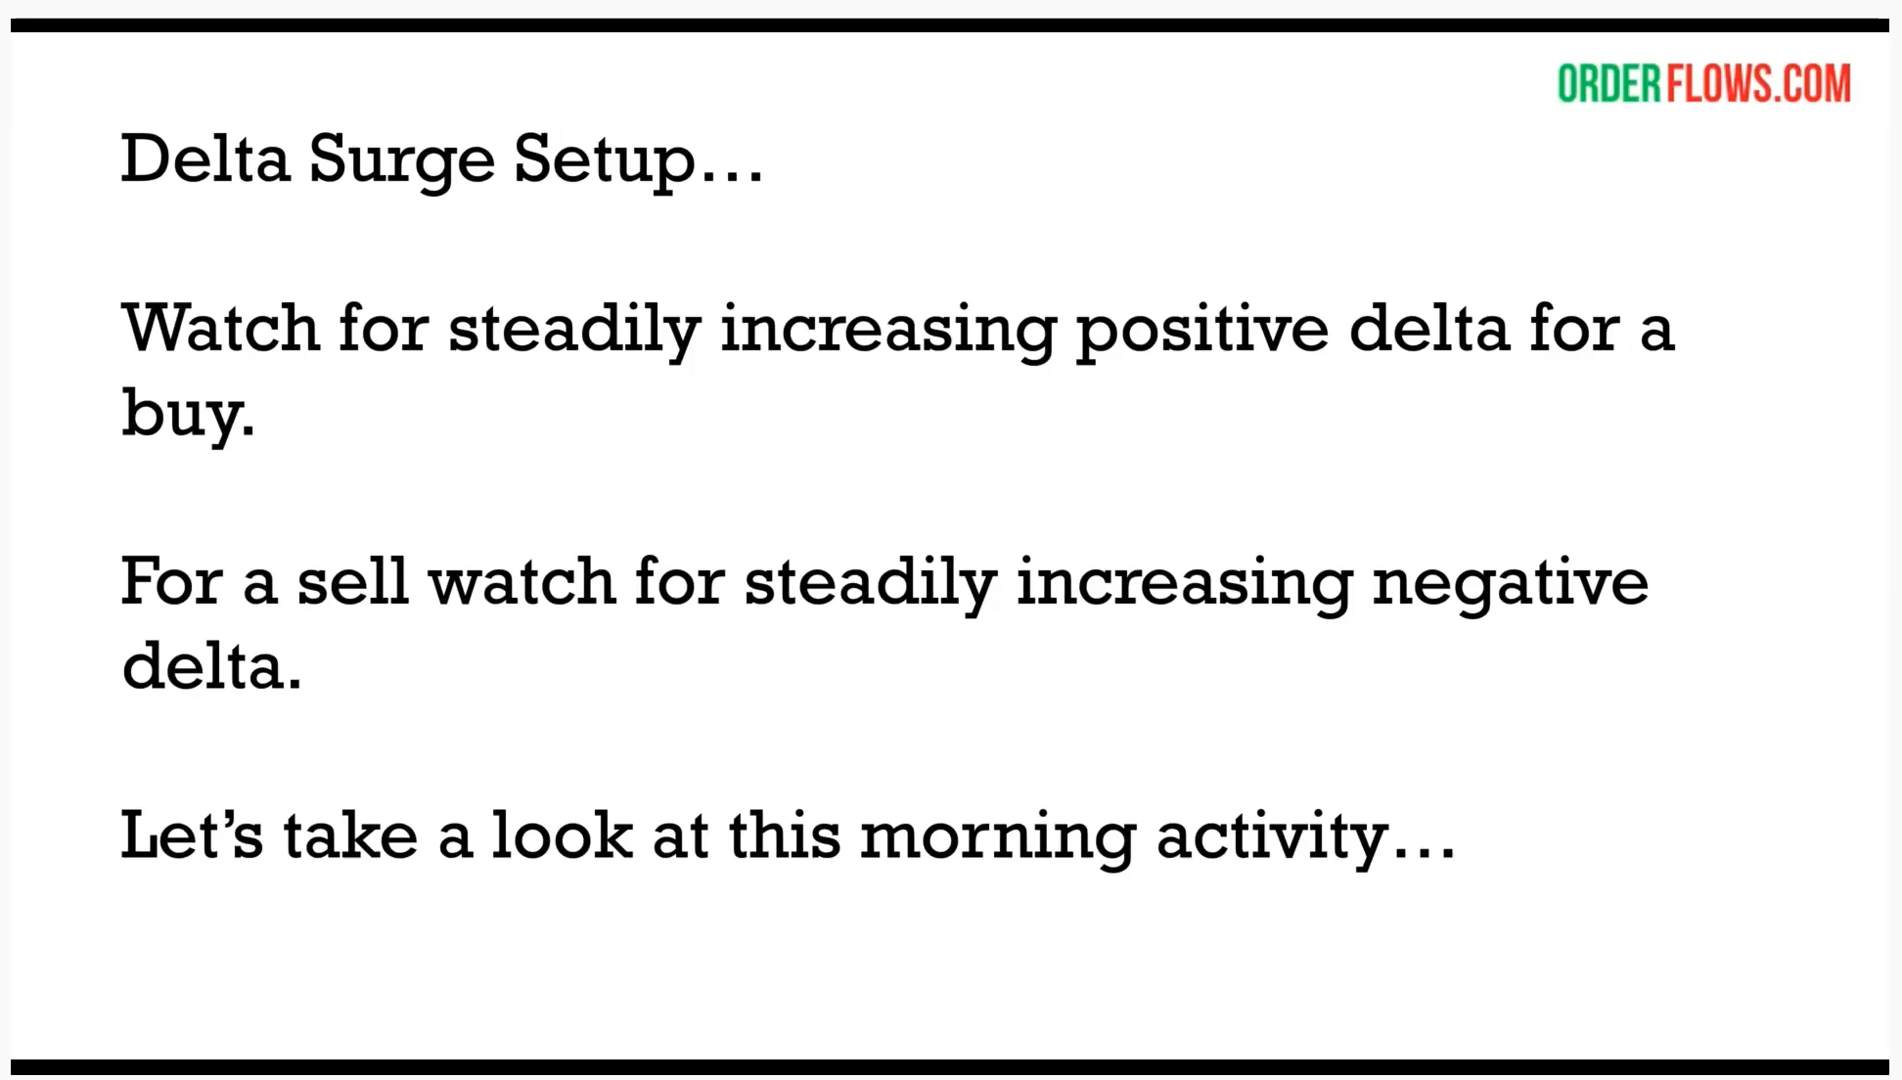 ORDERFLOWS.COM
Delta Surge Setup...
Watch for steadily increasing positive delta for a
buy.
For a sell watch for steadily increasing negative
delta.
Let’s take a look at this morning activity...